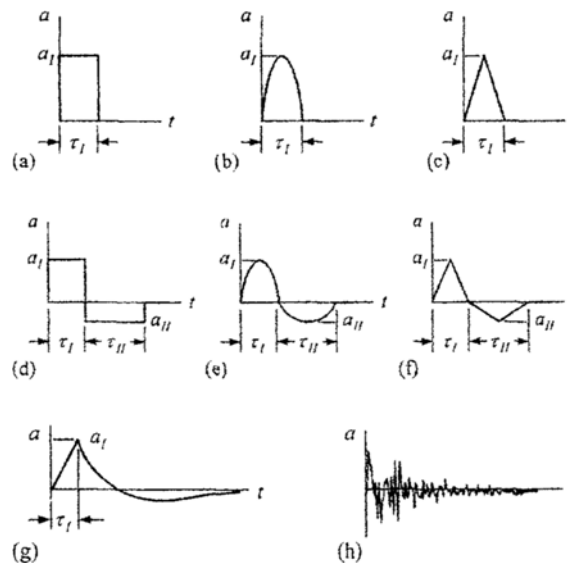 a a a
a_I a_I a_I
t t
τ_I τ_I τ_I
(a) (b) (c)
a a a
a_I a_I a_I
t t
a_II a_II a_II
τ_I τ_II τ_I τ_II τ_I τ_II
(d) (e) (f)
a a_I a
t
τ_I
(g) (h)